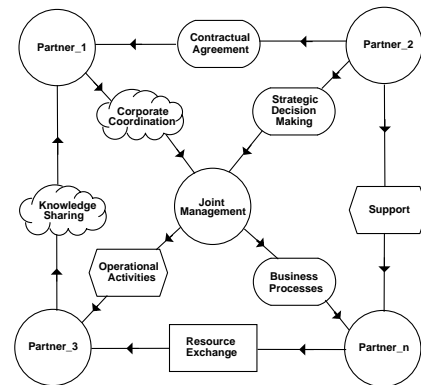 Partner_1
Contractual
Agreement
Partner_2
Corporate
Coordination
Strategic
Decision
Making
Knowledge
Sharing
Joint
Management
Support
Operational
Activities
Business
Processes
Partner_3
Resource
Exchange
Partner_n